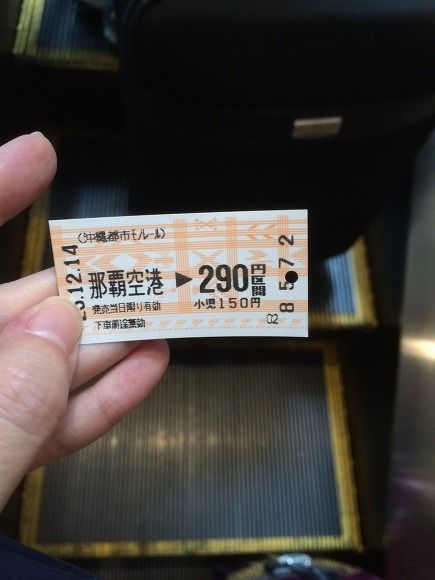 〈沖縄都市モノレール〉
那覇空港▶290円区間
発売当日限り有効 小児150円
下車前途無効
02
.12.14
8572